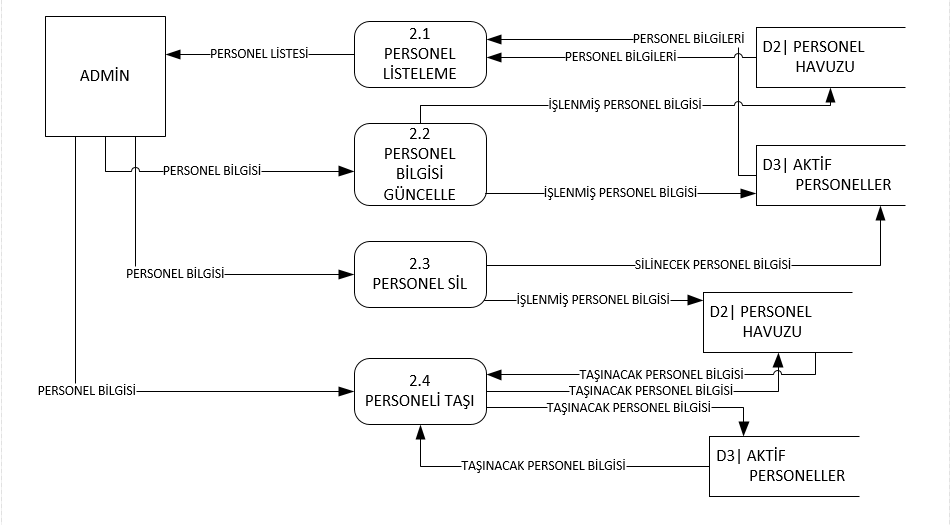 ADMİN
PERSONEL LİSTESİ
2.1
PERSONEL
LİSTELEME
PERSONEL BİLGİLERİ
PERSONEL BİLGİLERİ
D2| PERSONEL
HAVUZU
İŞLENMİŞ PERSONEL BİLGİSİ
PERSONEL BİLGİSİ
2.2
PERSONEL
BİLGİSİ
GÜNCELLE
İŞLENMİŞ PERSONEL BİLGİSİ
D3| AKTİF
PERSONELLER
PERSONEL BİLGİSİ
2.3
PERSONEL SİL
SİLİNECEK PERSONEL BİLGİSİ
İŞLENMİŞ PERSONEL BİLGİSİ
D2| PERSONEL
HAVUZU
PERSONEL BİLGİSİ
2.4
PERSONELİ TAŞI
TAŞINACAK PERSONEL BİLGİSİ
TAŞINACAK PERSONEL BİLGİSİ
TAŞINACAK PERSONEL BİLGİSİ
TAŞINACAK PERSONEL BİLGİSİ
D3| AKTİF
PERSONELLER